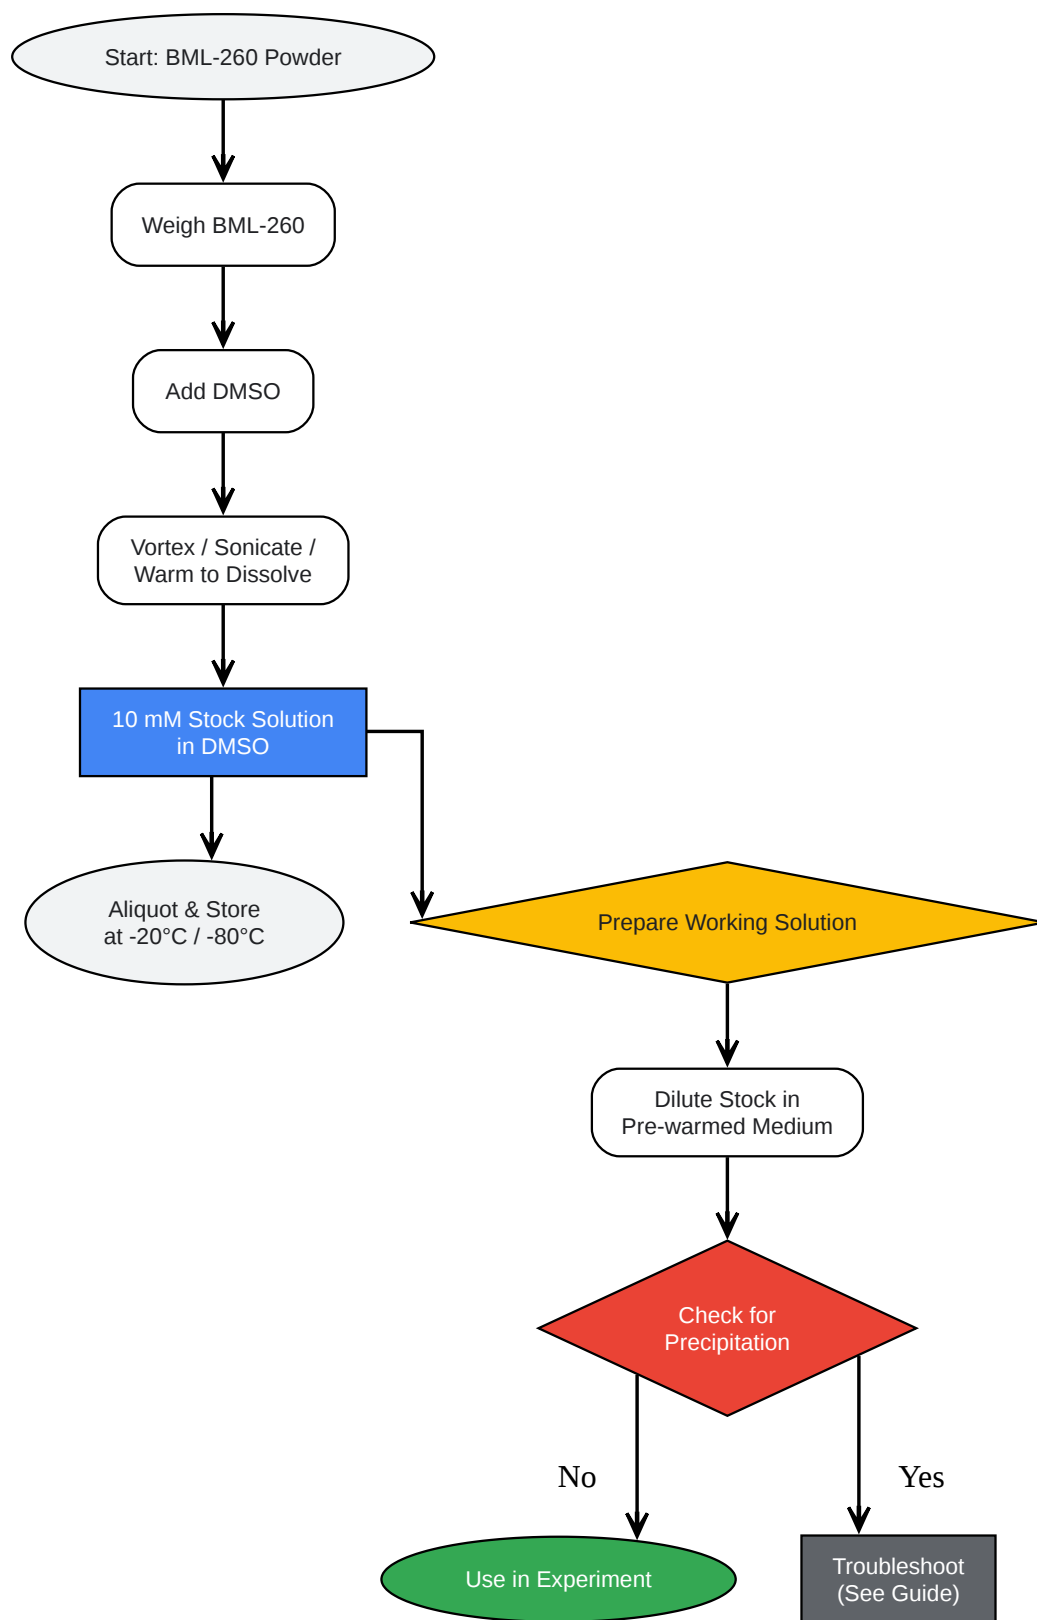 Start: BML-260 Powder
Weigh BML-260
Add DMSO
Vortex / Sonicate /
Warm to Dissolve
10 mM Stock Solution
in DMSO
Aliquot & Store
at -20°C / -80°C
Prepare Working Solution
Dilute Stock in
Pre-warmed Medium
Check for
Precipitation
No
Yes
Use in Experiment
Troubleshoot
(See Guide)